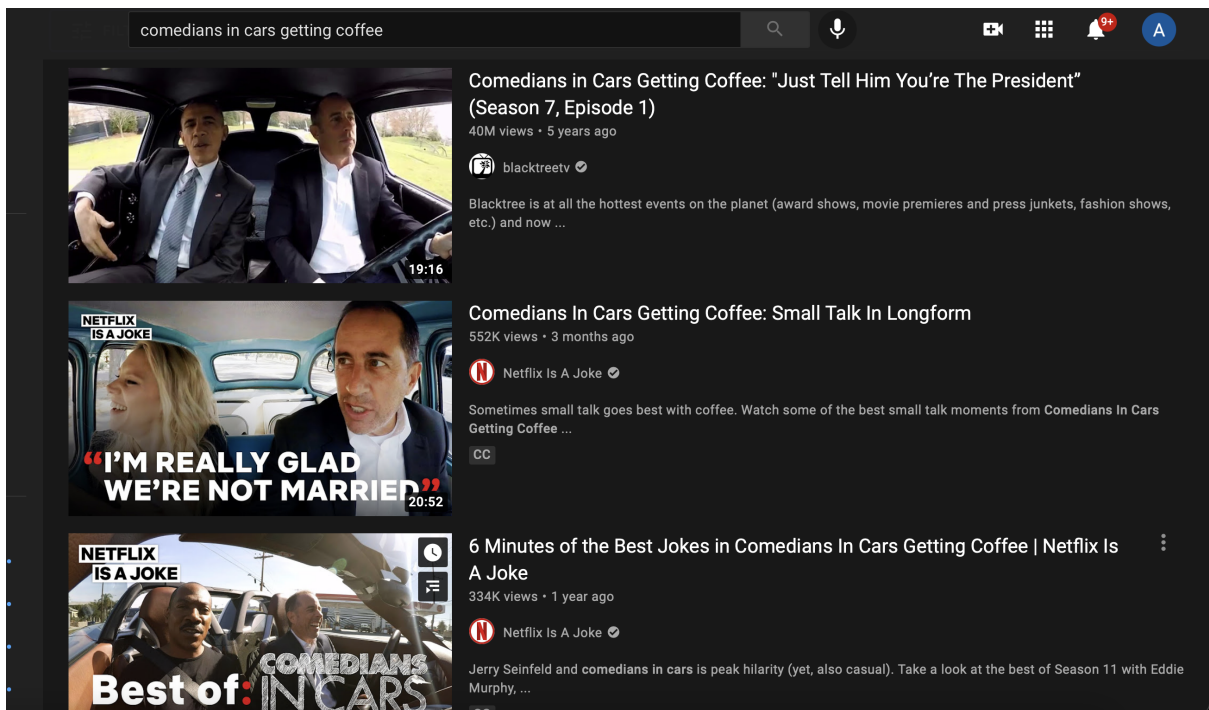 comedians in cars getting coffee
9+
A
Comedians in Cars Getting Coffee: "Just Tell Him You’re The President”
(Season 7, Episode 1)
40M views • 5 years ago
blacktreetv
Blacktree is at all the hottest events on the planet (award shows, movie premieres and press junkets, fashion shows,
etc.) and now ...
19:16
NETFLIX
IS A JOKE
“I’M REALLY GLAD
WE’RE NOT MARRIED”
20:52
Comedians In Cars Getting Coffee: Small Talk In Longform
552K views • 3 months ago
Netflix Is A Joke
Sometimes small talk goes best with coffee. Watch some of the best small talk moments from Comedians In Cars
Getting Coffee ...
CC
NETFLIX
IS A JOKE
Best of:
COMEDIANS
IN CARS
6 Minutes of the Best Jokes in Comedians In Cars Getting Coffee | Netflix Is
A Joke
334K views • 1 year ago
Netflix Is A Joke
Jerry Seinfeld and comedians in cars is peak hilarity (yet, also casual). Take a look at the best of Season 11 with Eddie
Murphy, ...